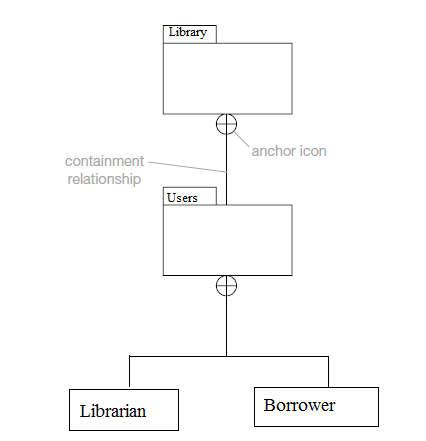 Library
anchor icon
containment
relationship
Users
Librarian
Borrower